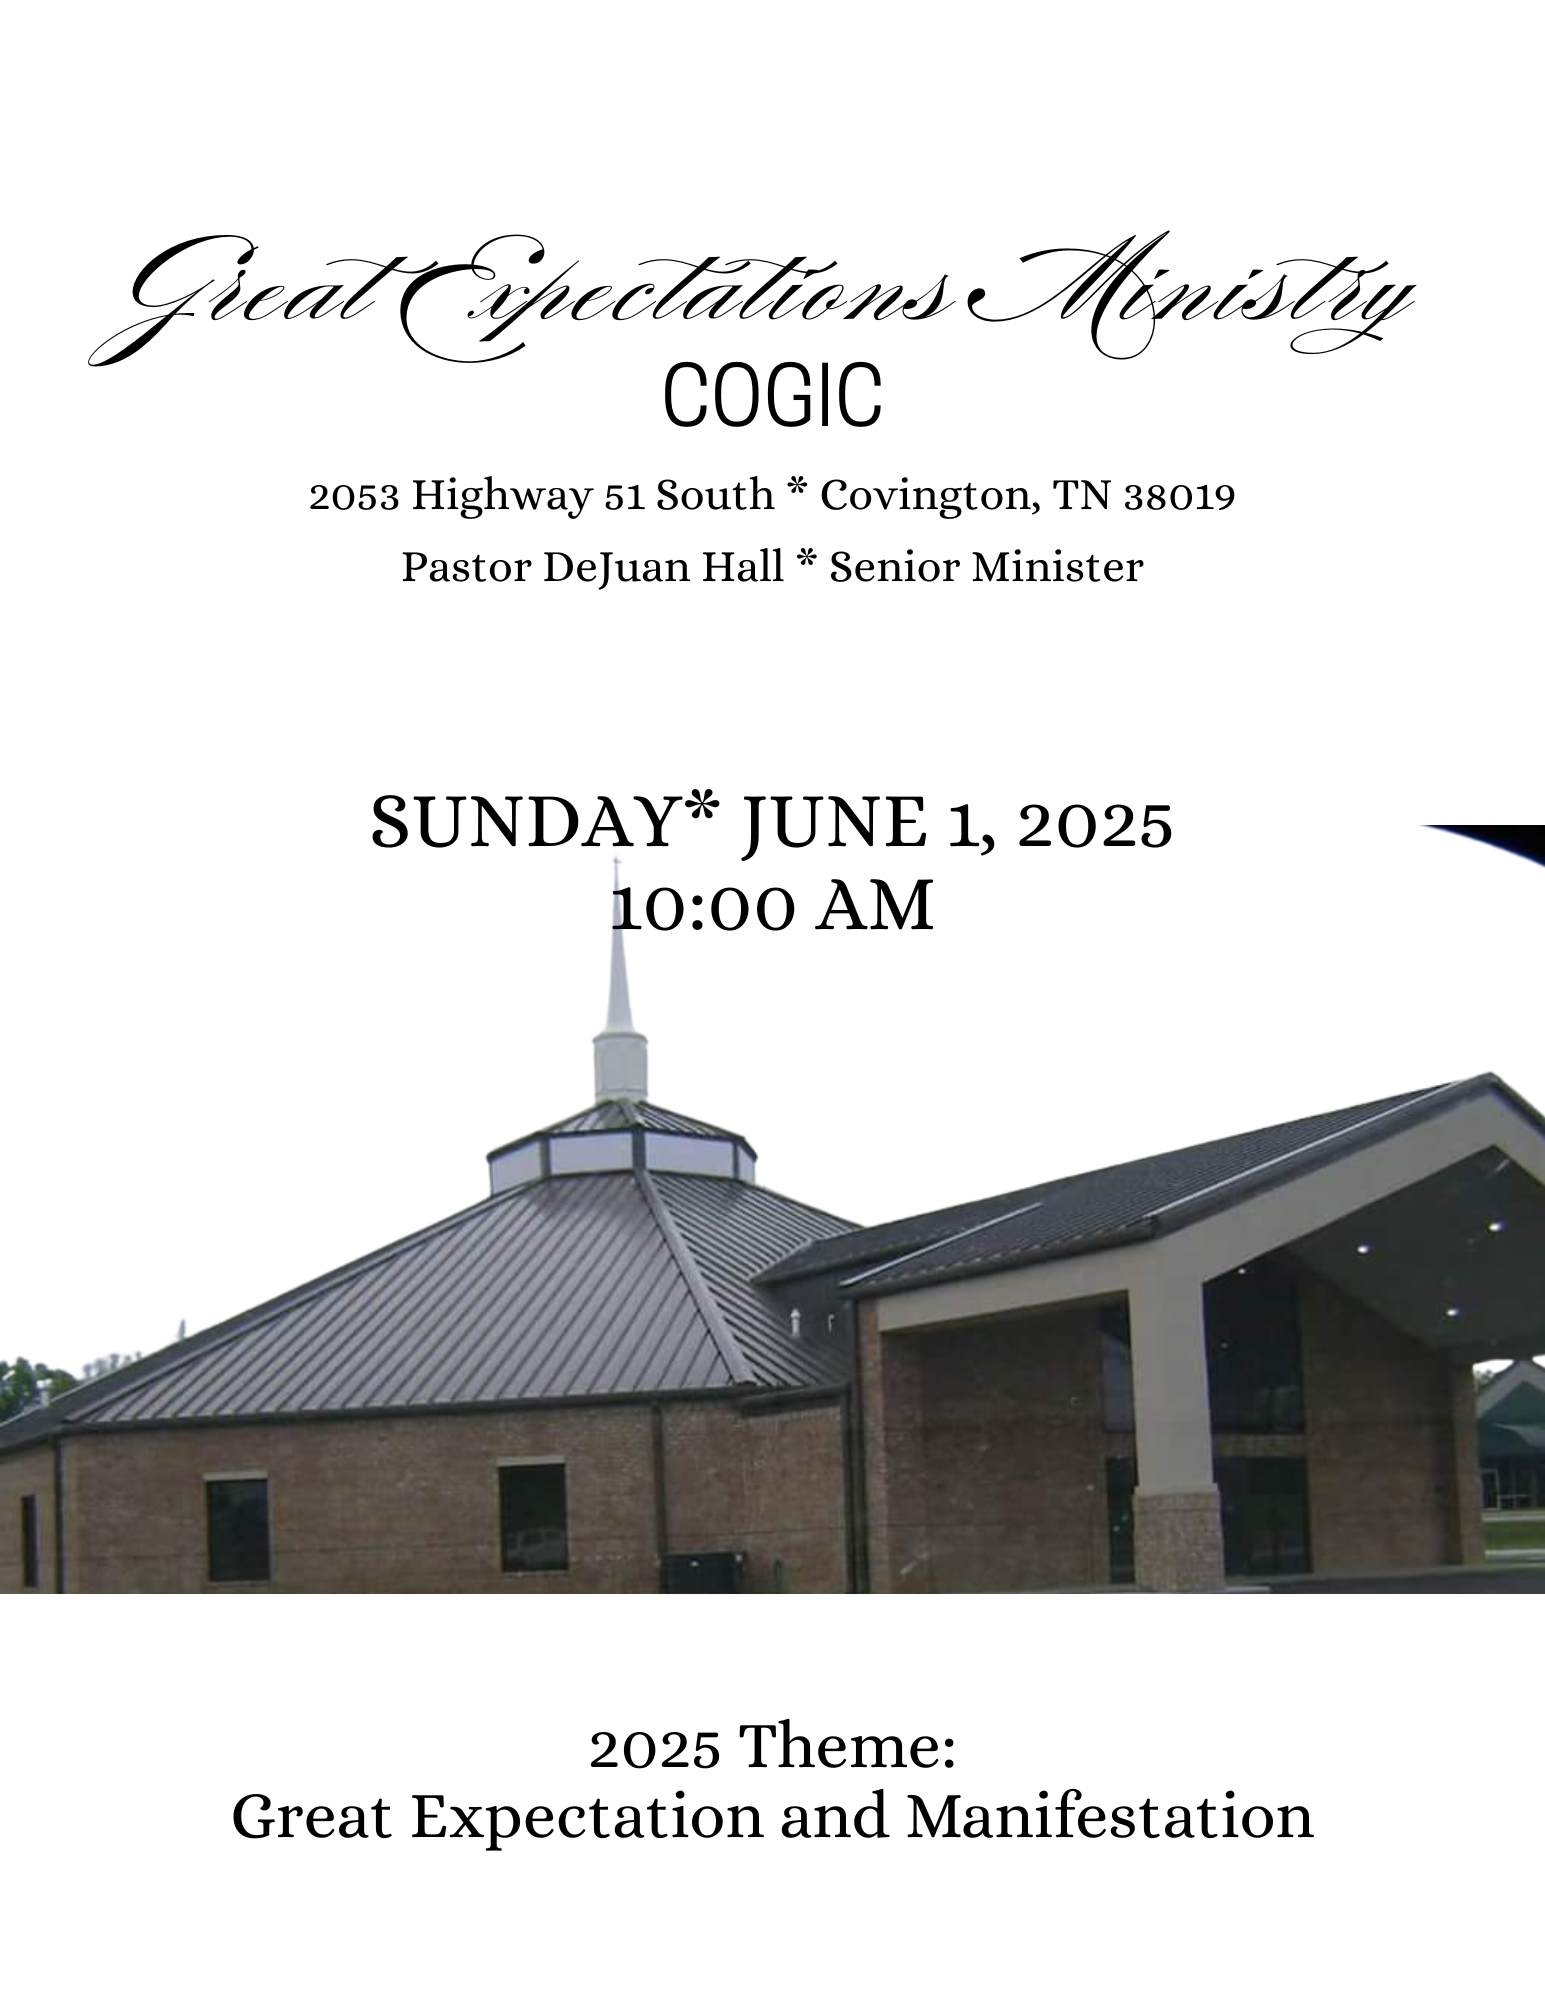 Great Expectations Ministry
COGIC
2053 Highway 51 South * Covington, TN 38019
Pastor DeJuan Hall * Senior Minister
SUNDAY* JUNE 1, 2025
10:00 AM
2025 Theme:
Great Expectation and Manifestation